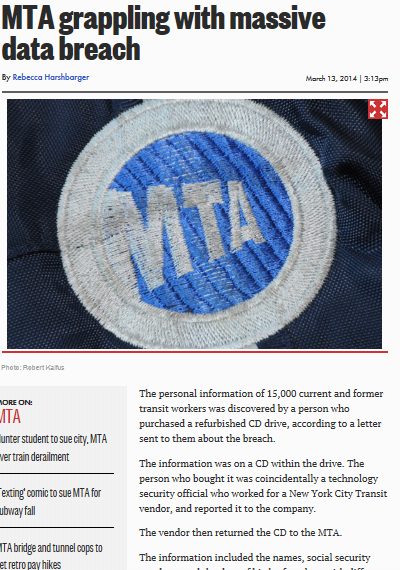 MTA grappling with massive
data breach
By Rebecca Harshbarger
March 13, 2014 | 3:13pm
MTA
Photo: Robert Kalfus
MORE ON:
MTA
Hunter student to sue city, MTA
over train derailment
'Texting' comic to sue MTA for
subway fall
MTA bridge and tunnel cops to
get retro pay hikes
The personal information of 15,000 current and former
transit workers was discovered by a person who
purchased a refurbished CD drive, according to a letter
sent to them about the breach.
The information was on a CD within the drive. The
person who bought it was coincidentally a technology
security official who worked for a New York City Transit
vendor, and reported it to the company.
The vendor then returned the CD to the MTA.
The information included the names, social security